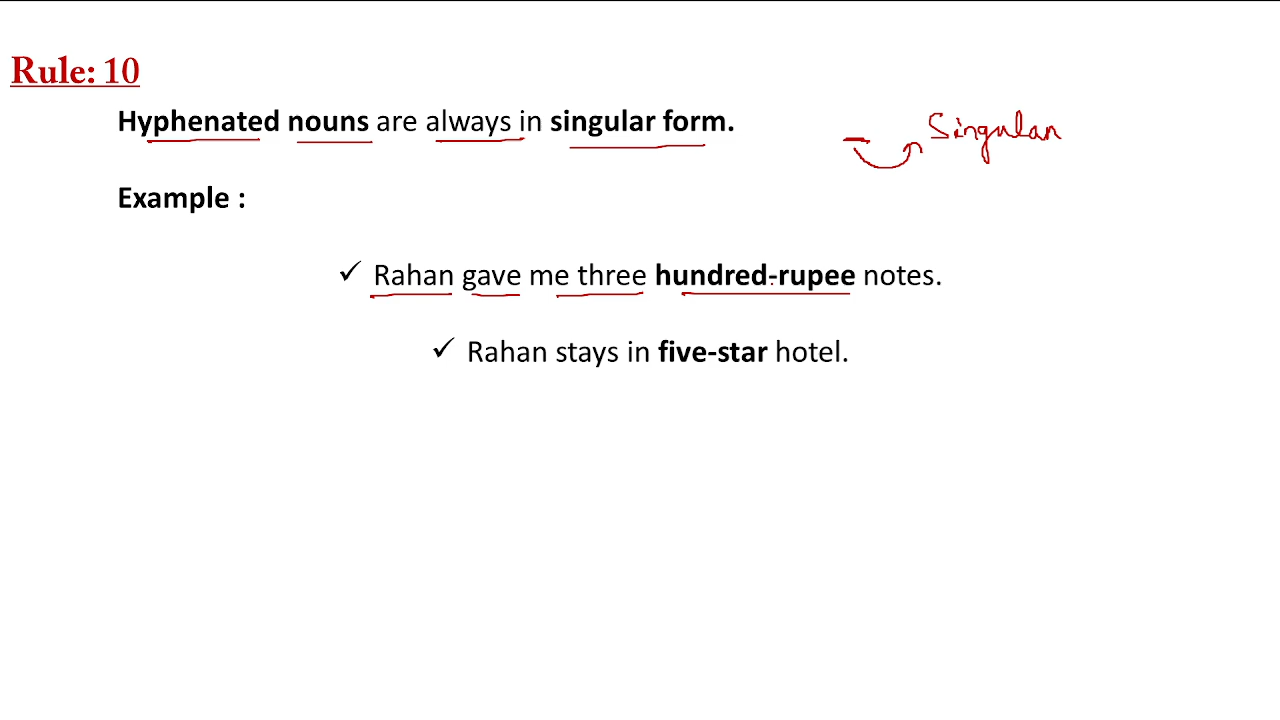 Rule: 10
Hyphenated nouns are always in singular form.
Singular
Example :
✓ Rahan gave me three hundred-rupee notes.
✓ Rahan stays in five-star hotel.